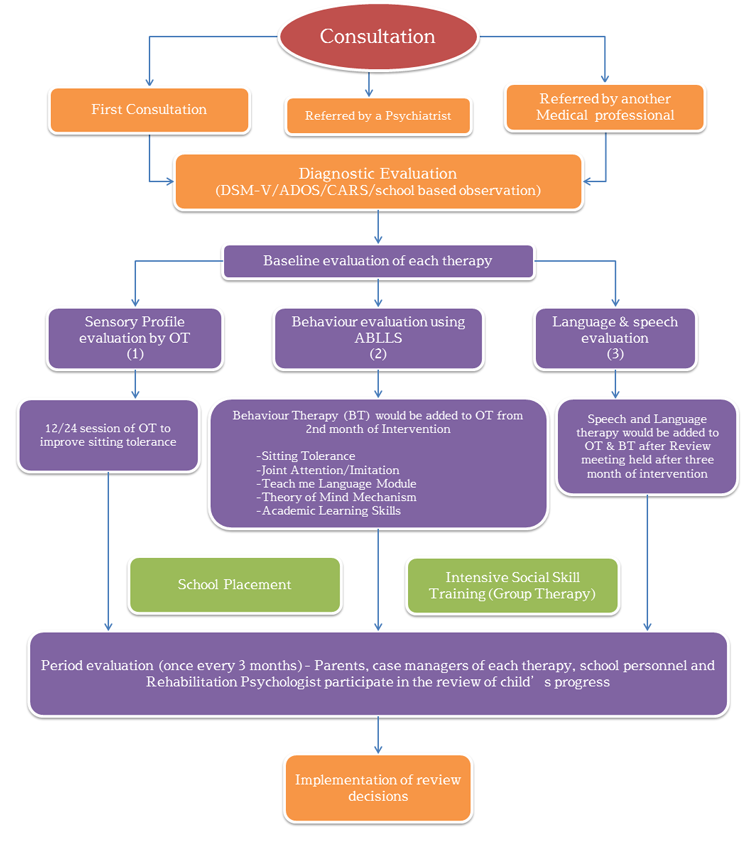 Consultation
First Consultation
Referred by a Psychiatrist
Referred by another
Medical professional
Diagnostic Evaluation
(DSM-V/ADOS/CARS/school based observation)
Baseline evaluation of each therapy
Sensory Profile
evaluation by OT
(1)
Behaviour evaluation using
ABLLS
(2)
Language & speech
evaluation
(3)
12/24 session of OT to
improve sitting tolerance
Behaviour Therapy (BT) would be added to OT from
2nd month of Intervention
-Sitting Tolerance
-Joint Attention/Imitation
-Teach me Language Module
-Theory of Mind Mechanism
-Academic Learning Skills
Speech and Language
therapy would be added to
OT & BT after Review
meeting held after three
month of intervention
School Placement
Intensive Social Skill
Training (Group Therapy)
Period evaluation (once every 3 months)- Parents, case managers of each therapy, school personnel and
Rehabilitation Psychologist participate in the review of child's progress
Implementation of review
decisions